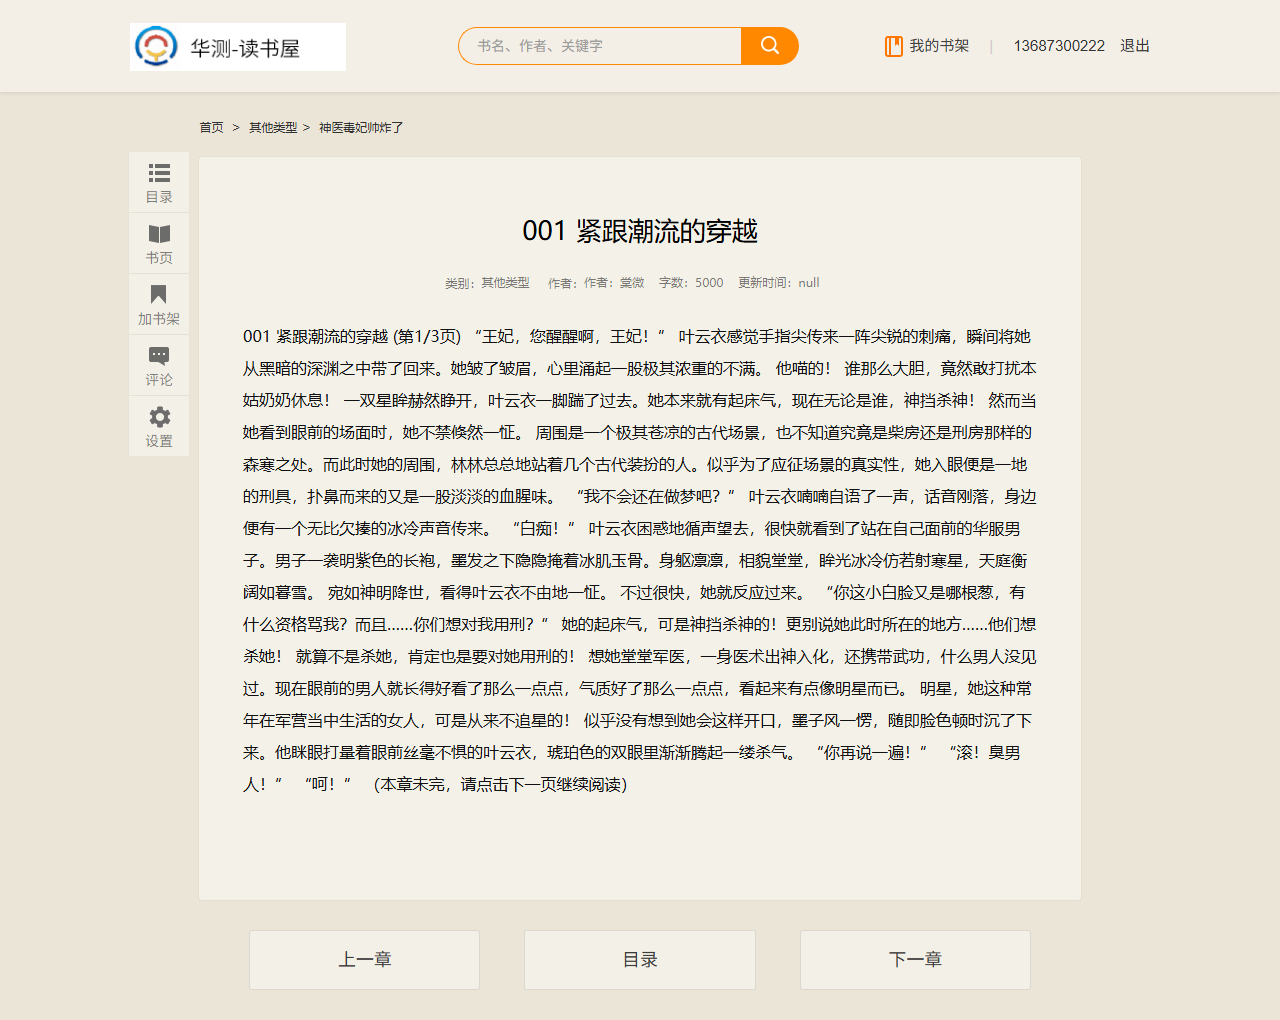 华测-读书屋
书名、作者、关键字
我的书架 | 13687300222 退出
首页 > 其他类型 > 神医毒妃帅炸了
目录
书页
加书架
评论
设置
001 紧跟潮流的穿越
类别：其他类型 作者：作者：棠微 字数：5000 更新时间：null
001 紧跟潮流的穿越 (第1/3页) “王妃，您醒醒啊，王妃！” 叶云衣感觉手指尖传来一阵尖锐的刺痛，瞬间将她
从黑暗的深渊之中带了回来。她皱了皱眉，心里涌起一股极其浓重的不满。 他喵的！ 谁那么大胆，竟然敢打扰本
姑奶奶休息！ 一双星眸赫然睁开，叶云衣一脚踹了过去。她本来就有起床气，现在无论是谁，神挡杀神！ 然而当
她看到眼前的场面时，她不禁倏然一怔。 周围是一个极其苍凉的古代场景，也不知道究竟是柴房还是刑房那样的
森寒之处。而此时她的周围，林林总总地站着几个古代装扮的人。似乎为了应征场景的真实性，她入眼便是一地
的刑具，扑鼻而来的又是一股淡淡的血腥味。 “我不会还在做梦吧？” 叶云衣喃喃自语了一声，话音刚落，身边
便有一个无比欠揍的冰冷声音传来。 “白痴！” 叶云衣困惑地循声望去，很快就看到了站在自己面前的华服男
子。男子一袭明紫色的长袍，墨发之下隐隐掩着冰肌玉骨。身躯凛凛，相貌堂堂，眸光冰冷仿若射寒星，天庭衡
阔如暮雪。 宛如神明降世，看得叶云衣不由地一怔。 不过很快，她就反应过来。 “你这小白脸又是哪根葱，有
什么资格骂我？而且……你们想对我用刑？” 她的起床气，可是神挡杀神的！更别说她此时所在的地方……他们想
杀她！ 就算不是杀她，肯定也是要对她用刑的！ 想她堂堂军医，一身医术出神入化，还携带武功，什么男人没见
过。现在眼前的男人就长得好看了那么一点点，气质好了那么一点点，看起来有点像明星而已。 明星，她这种常
年在军营当中生活的女人，可是从来不追星的！ 似乎没有想到她会这样开口，墨子风一愣，随即脸色顿时沉了下
来。他眯眼打量着眼前丝毫不惧的叶云衣，琥珀色的双眼里渐渐腾起一缕杀气。 “你再说一遍！” “滚！臭男
人！” “呵！” （本章未完，请点击下一页继续阅读）
上一章
目录
下一章